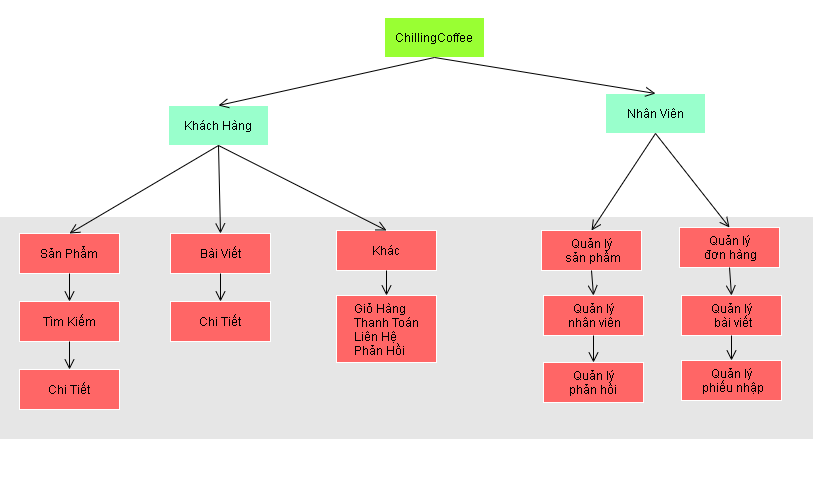 ChillingCoffee
Khách Hàng
Nhân Viên
Sản Phẩm
Bài Viết
Khác
Quản lý
sản phẩm
Quản lý
đơn hàng
Tìm Kiếm
Chi Tiết
Giỏ Hàng
Thanh Toán
Liên Hệ
Phản Hồi
Quản lý
nhân viên
Quản lý
bài viết
Chi Tiết
Quản lý
phản hồi
Quản lý
phiếu nhập